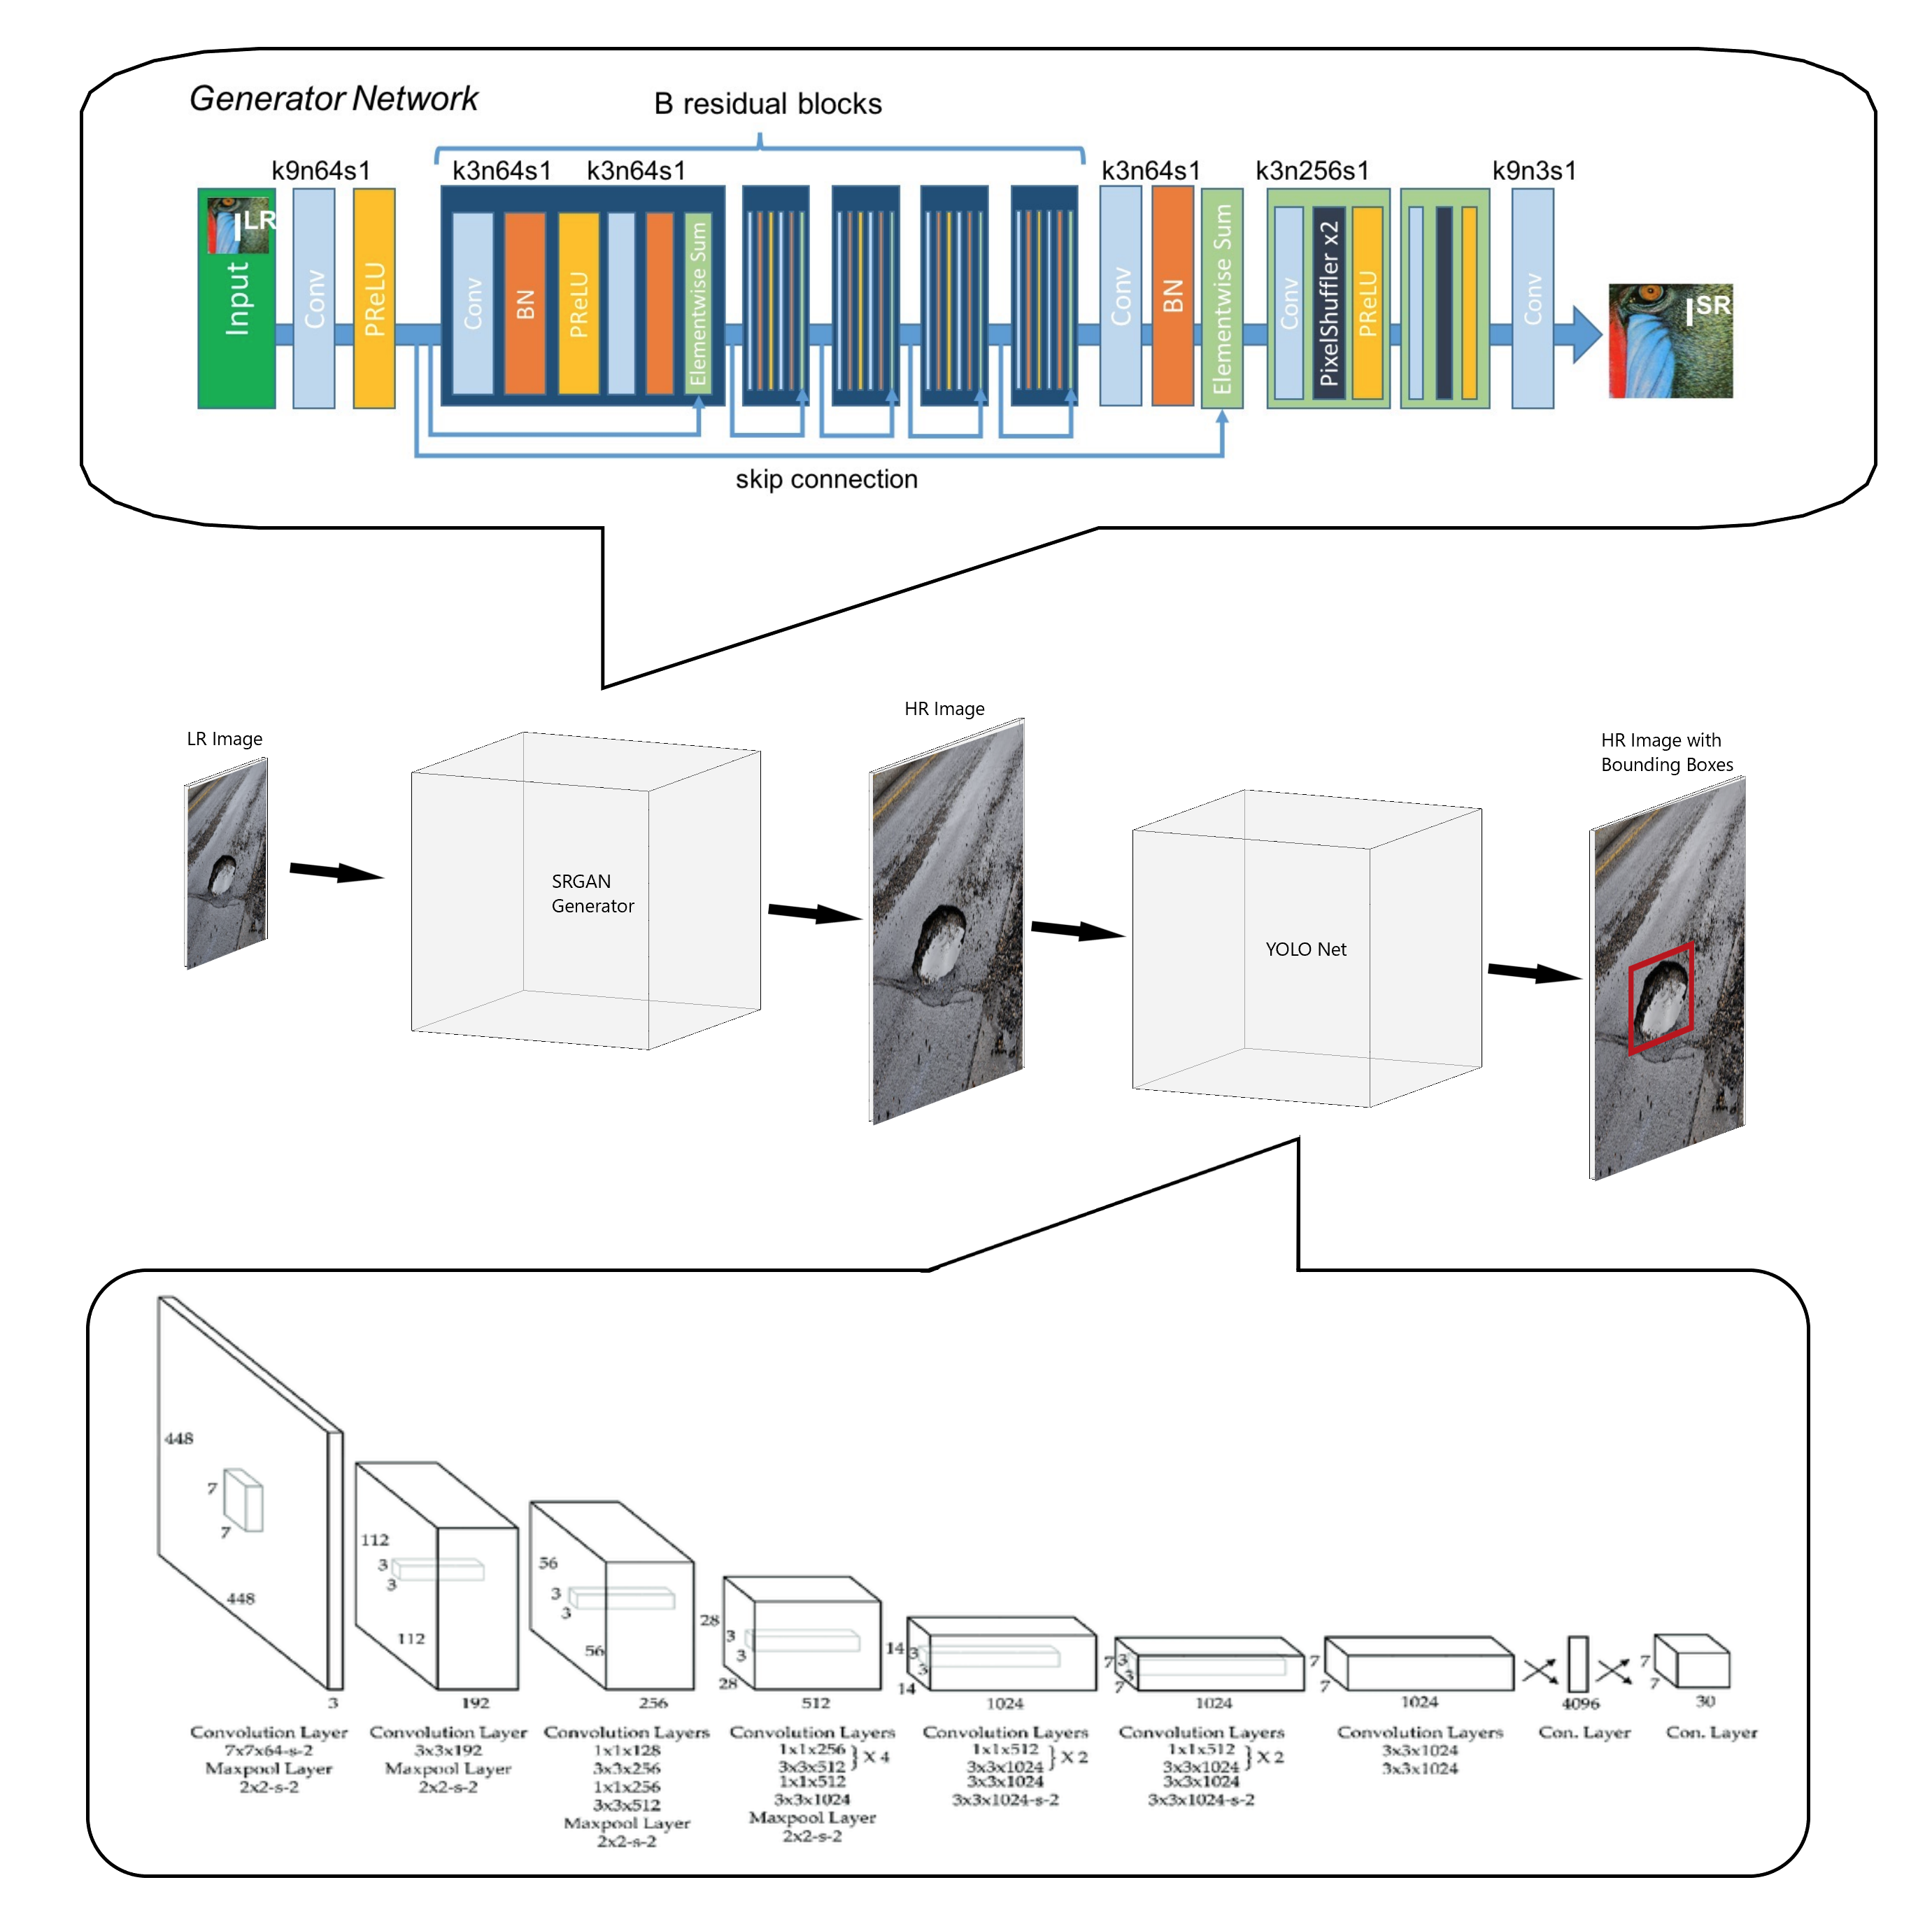 Generator Network
B residual blocks
k9n64s1
k3n64s1
k3n64s1
k3n64s1
k3n256s1
k9n3s1
I^LR
Input
Conv
PReLU
Conv
BN
PReLU
Elementwise Sum
Conv
BN
Elementwise Sum
Conv
PixelShuffler x2
PReLU
Conv
I^SR
skip connection
LR Image
SRGAN
Generator
HR Image
YOLO Net
HR Image with
Bounding Boxes
448
7
7
448
3
112
3
3
112
192
56
3
3
56
256
28
3
3
28
512
14
3
3
14
1024
7
3
3
7
1024
7
7
1024
4096
7
7
30
Convolution Layer
7x7x64-s-2
Maxpool Layer
2x2-s-2
Convolution Layer
3x3x192
Maxpool Layer
2x2-s-2
Convolution Layers
1x1x128
3x3x256
1x1x256
3x3x512
Maxpool Layer
2x2-s-2
Convolution Layers
1x1x256
3x3x512
} X 4
1x1x512
3x3x1024
Maxpool Layer
2x2-s-2
Convolution Layers
1x1x512
3x3x1024
} X 2
3x3x1024
3x3x1024-s-2
Convolution Layers
1x1x512
3x3x1024
} X 2
3x3x1024
3x3x1024-s-2
Convolution Layers
3x3x1024
3x3x1024
Con. Layer
Con. Layer